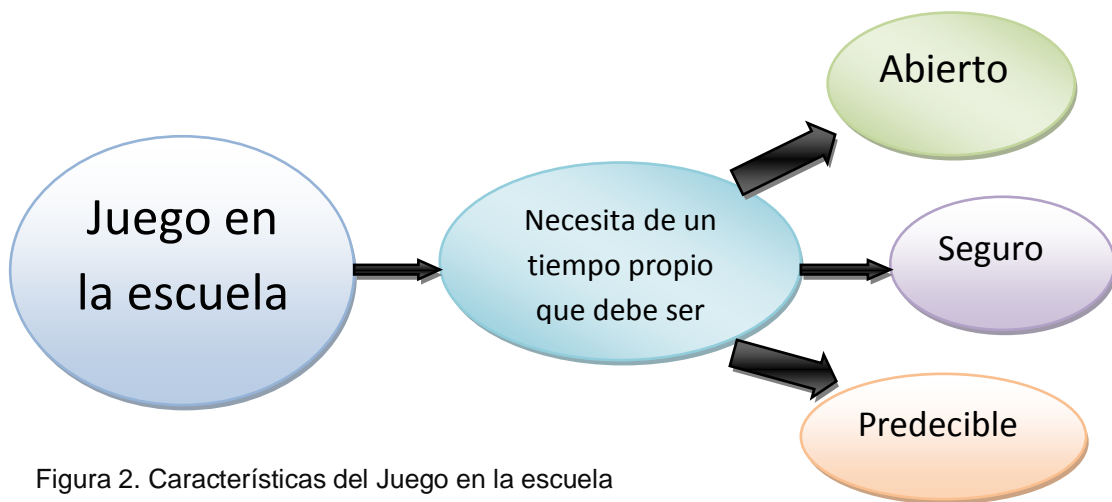 Juego en
la escuela
Necesita de un
tiempo propio
que debe ser
Abierto
Seguro
Predecible
Figura 2. Características del Juego en la escuela